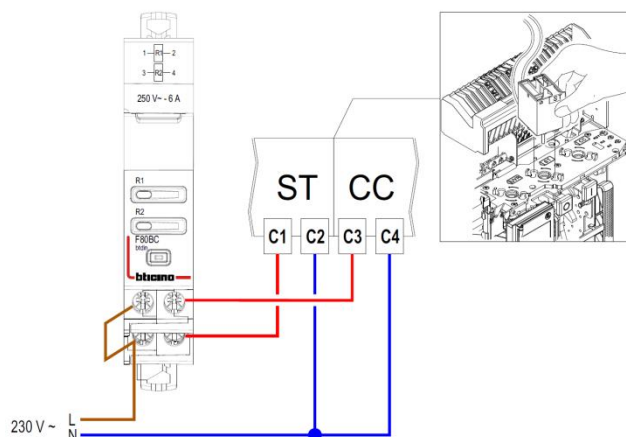 1 R1 2
3 R2 4
250 V~ - 6 A
R1
R2
F80BC
btdin
bticino
ST CC
C1 C2 C3 C4
230 V ~ L
N